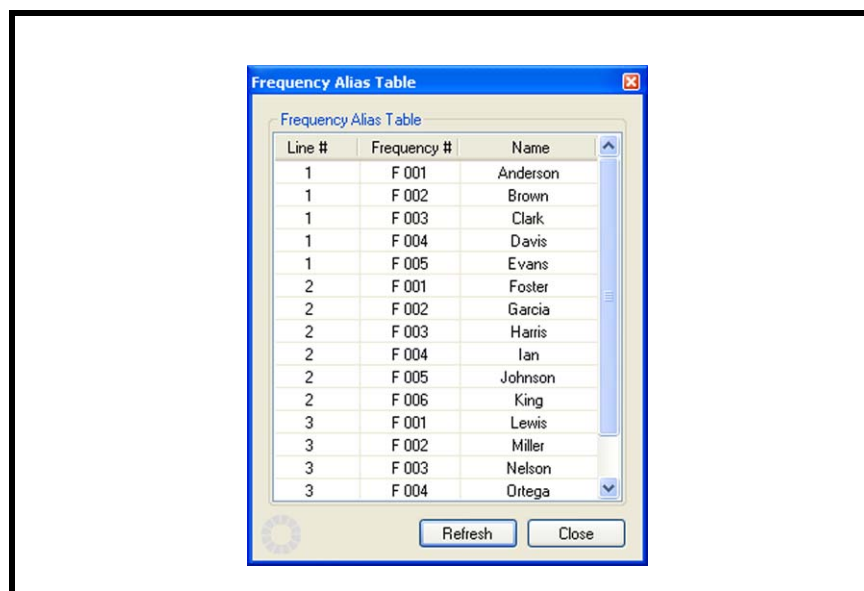 Frequency Alias Table
Frequency Alias Table
Line # Frequency # Name
1 F 001 Anderson
1 F 002 Brown
1 F 003 Clark
1 F 004 Davis
1 F 005 Evans
2 F 001 Foster
2 F 002 Garcia
2 F 003 Harris
2 F 004 Ian
2 F 005 Johnson
2 F 006 King
3 F 001 Lewis
3 F 002 Miller
3 F 003 Nelson
3 F 004 Ortega
Refresh Close